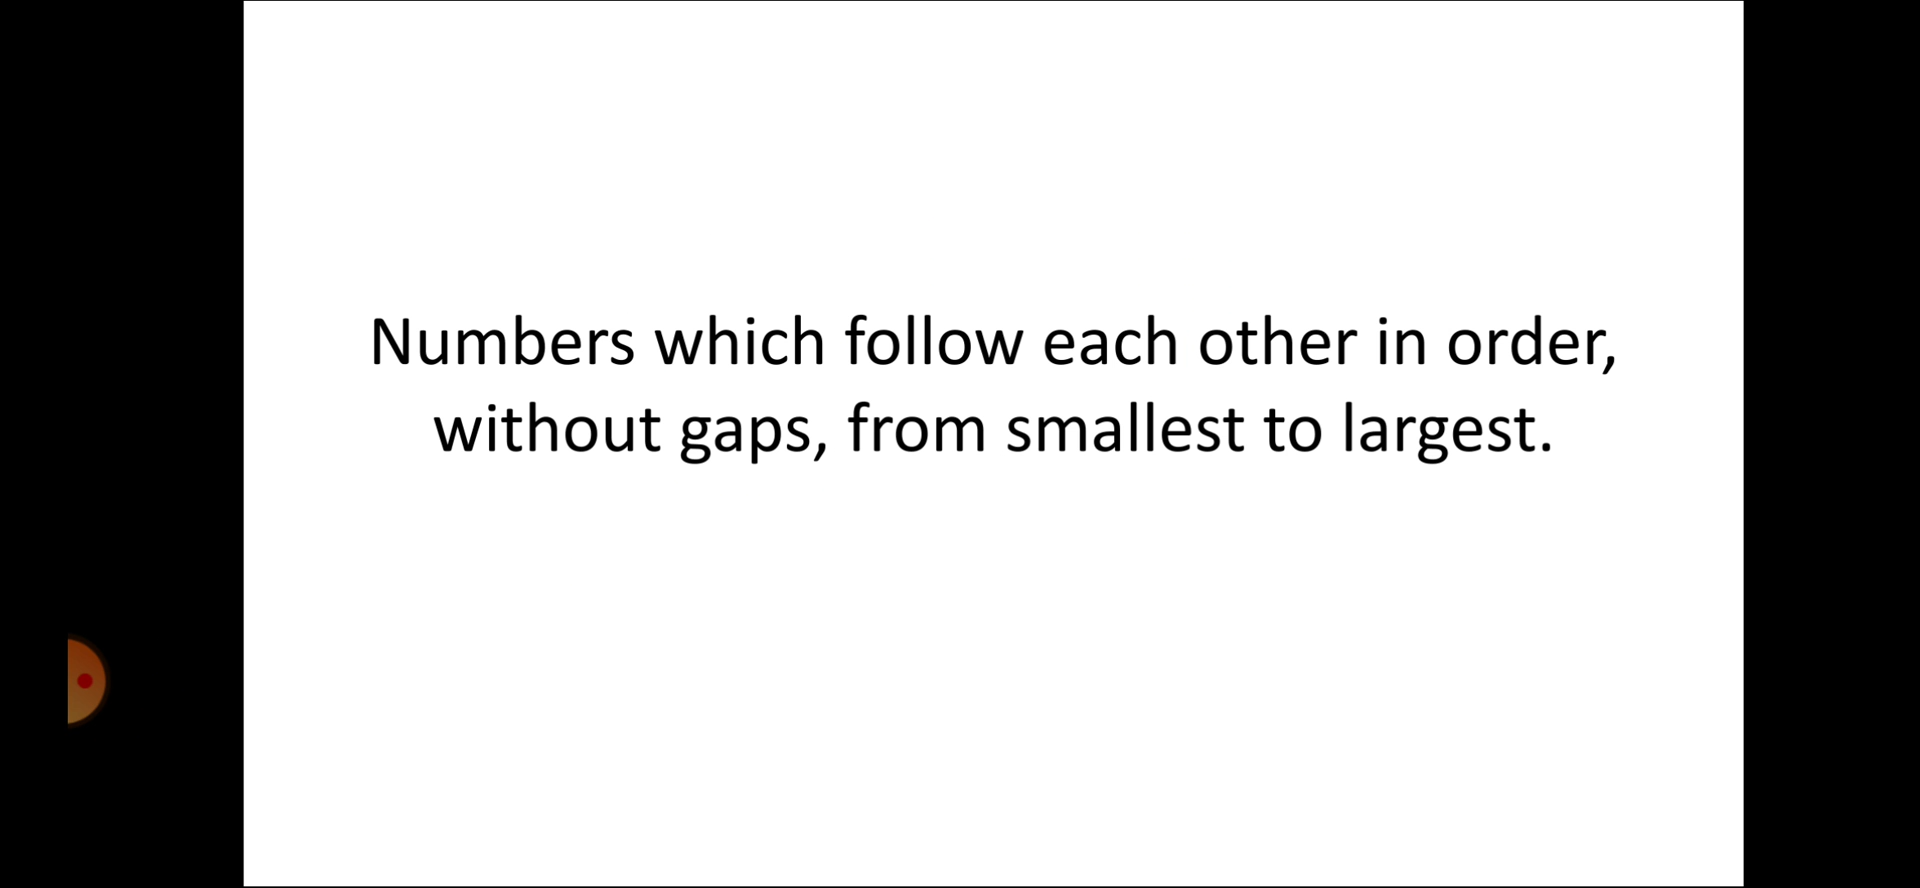 Numbers which follow each other in order,
without gaps, from smallest to largest.